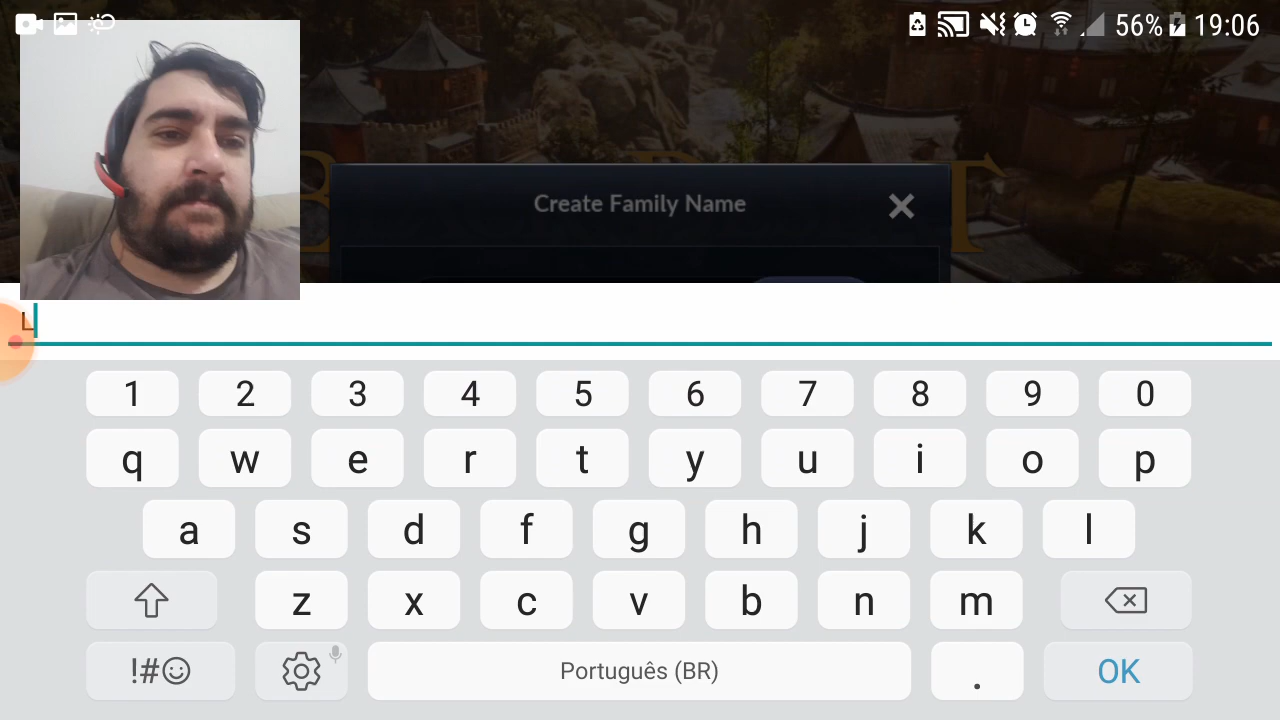 56% 19:06
Create Family Name
L
1 2 3 4 5 6 7 8 9 0
q w e r t y u i o p
a s d f g h j k l
z x c v b n m
!#☺ Português (BR) . OK